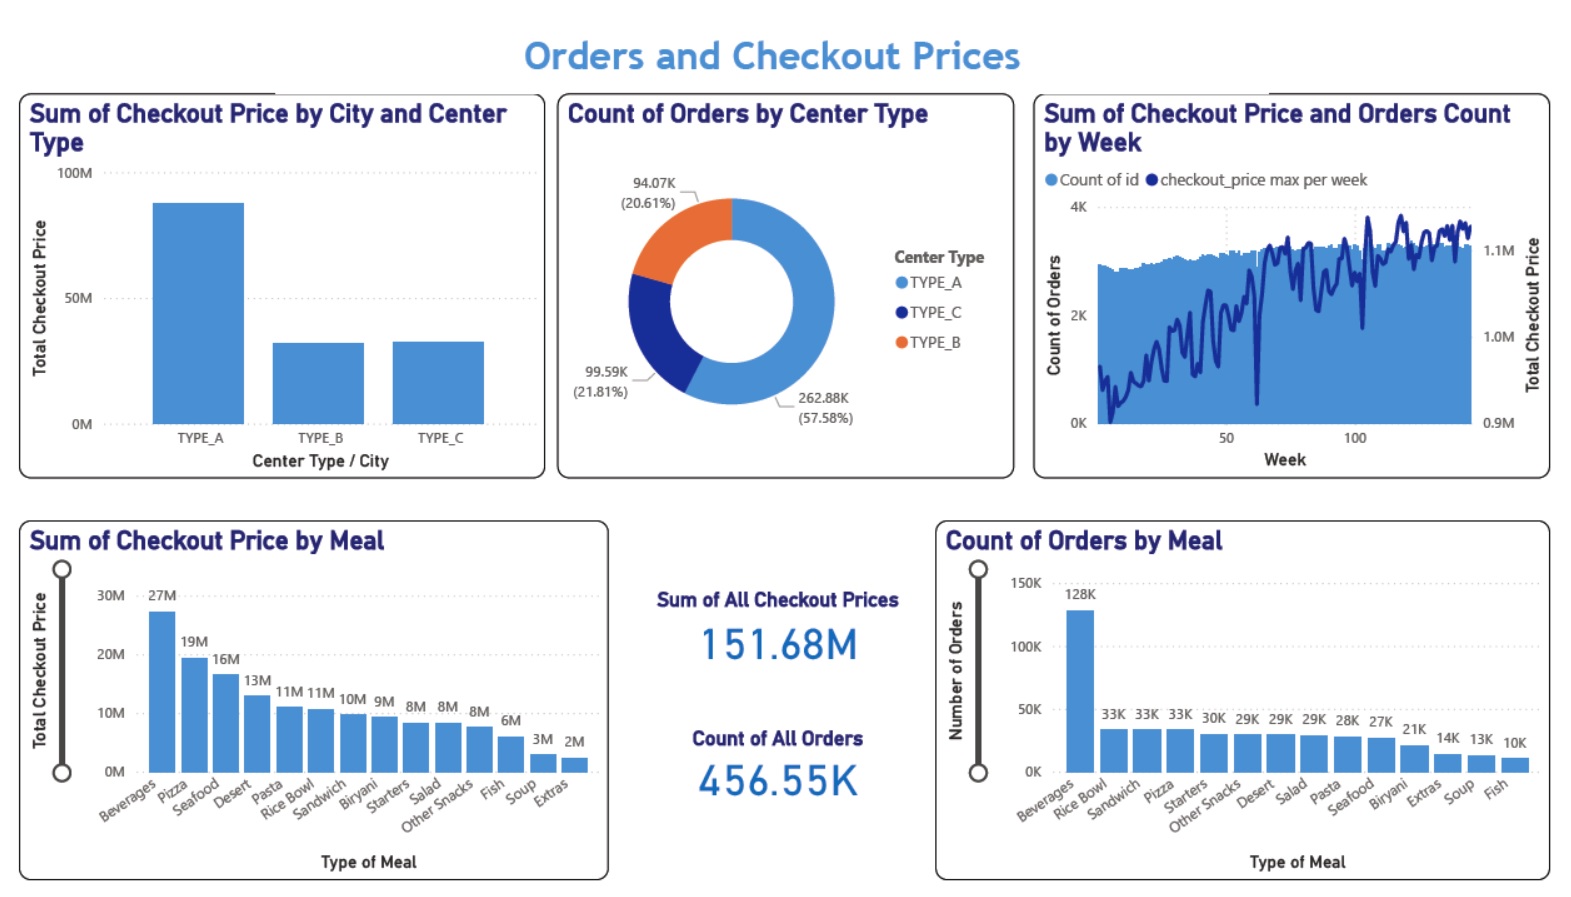 Orders and Checkout Prices
Sum of Checkout Price by City and Center
Type
100M
50M
0M
Total Checkout Price
TYPE_A
TYPE_B
TYPE_C
Center Type / City
Count of Orders by Center Type
94.07K
(20.61%)
99.59K
(21.81%)
262.88K
(57.58%)
Center Type
TYPE_A
TYPE_C
TYPE_B
Sum of Checkout Price and Orders Count
by Week
Count of id
checkout_price max per week
4K
2K
0K
Count of Orders
1.1M
1.0M
0.9M
Total Checkout Price
50
100
Week
Sum of Checkout Price by Meal
Total Checkout Price
30M
20M
10M
0M
27M
19M
16M
13M
11M
11M
10M
9M
8M
8M
8M
6M
3M
2M
Beverages
Pizza
Seafood
Desert
Pasta
Rice Bowl
Sandwich
Biryani
Starters
Salad
Other Snacks
Fish
Soup
Extras
Type of Meal
Sum of All Checkout Prices
151.68M
Count of All Orders
456.55K
Count of Orders by Meal
Number of Orders
150K
100K
50K
0K
128K
33K
33K
33K
30K
29K
29K
29K
28K
27K
21K
14K
13K
10K
Beverages
Rice Bowl
Sandwich
Pizza
Starters
Other Snacks
Desert
Salad
Pasta
Seafood
Biryani
Extras
Soup
Fish
Type of Meal